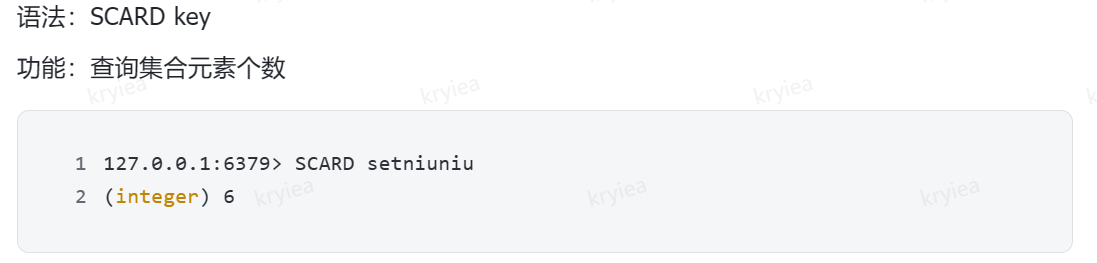 语法：SCARD key
功能：查询集合元素个数
1 127.0.0.1:6379> SCARD setniuniu
2 (integer) 6
kryiea kryiea kryiea
kryiea kryiea kryiea